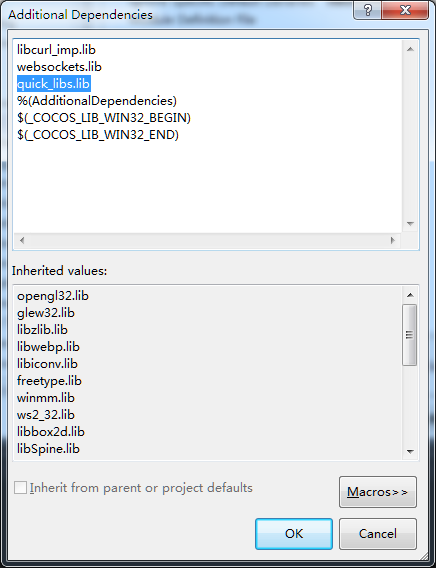 Additional Dependencies
libcurl_imp.lib
websockets.lib
quick_libs.lib
%(AdditionalDependencies)
$(_COCOS_LIB_WIN32_BEGIN)
$(_COCOS_LIB_WIN32_END)
Inherited values:
opengl32.lib
glew32.lib
libzlib.lib
libwebp.lib
libiconv.lib
freetype.lib
winmm.lib
ws2_32.lib
libbox2d.lib
libSpine.lib
Inherit from parent or project defaults
Macros>>
OK Cancel